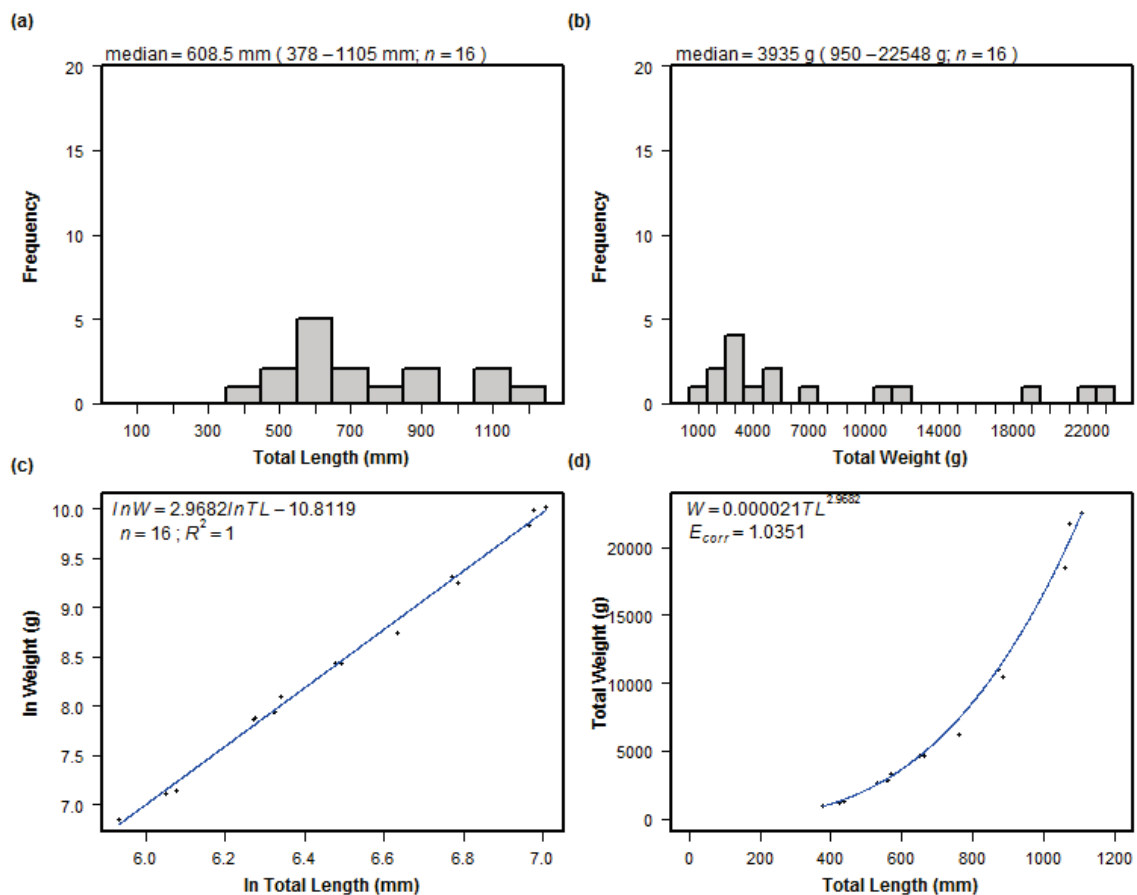 (a)
median = 608.5 mm ( 378 – 1105 mm; n = 16 )
20
15
10
5
0
Frequency
100 300 500 700 900 1100
Total Length (mm)
(b)
median = 3935 g ( 950 – 22548 g; n = 16 )
20
15
10
5
0
Frequency
1000 4000 7000 10000 14000 18000 22000
Total Weight (g)
(c)
lnW = 2.9682lnTL – 10.8119
n = 16 ; R² = 1
10.0
9.5
9.0
8.5
8.0
7.5
7.0
ln Weight (g)
6.0 6.2 6.4 6.6 6.8 7.0
ln Total Length (mm)
(d)
W = 0.000021TL^2.9682
E_corr = 1.0351
20000
15000
10000
5000
0
Total Weight (g)
0 200 400 600 800 1000 1200
Total Length (mm)